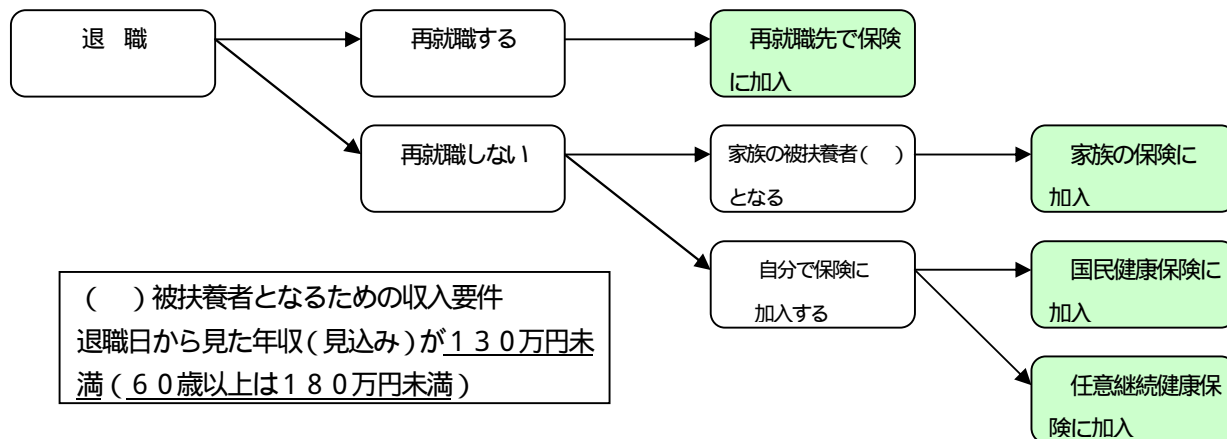 退 職
再就職する
再就職先で保険
に加入
再就職しない
家族の被扶養者( )
となる
家族の保険に
加入
自分で保険に
加入する
国民健康保険に
加入
任意継続健康保
険に加入
( )被扶養者となるための収入要件
退職日から見た年収(見込み)が130万円未
満(60歳以上は180万円未満)